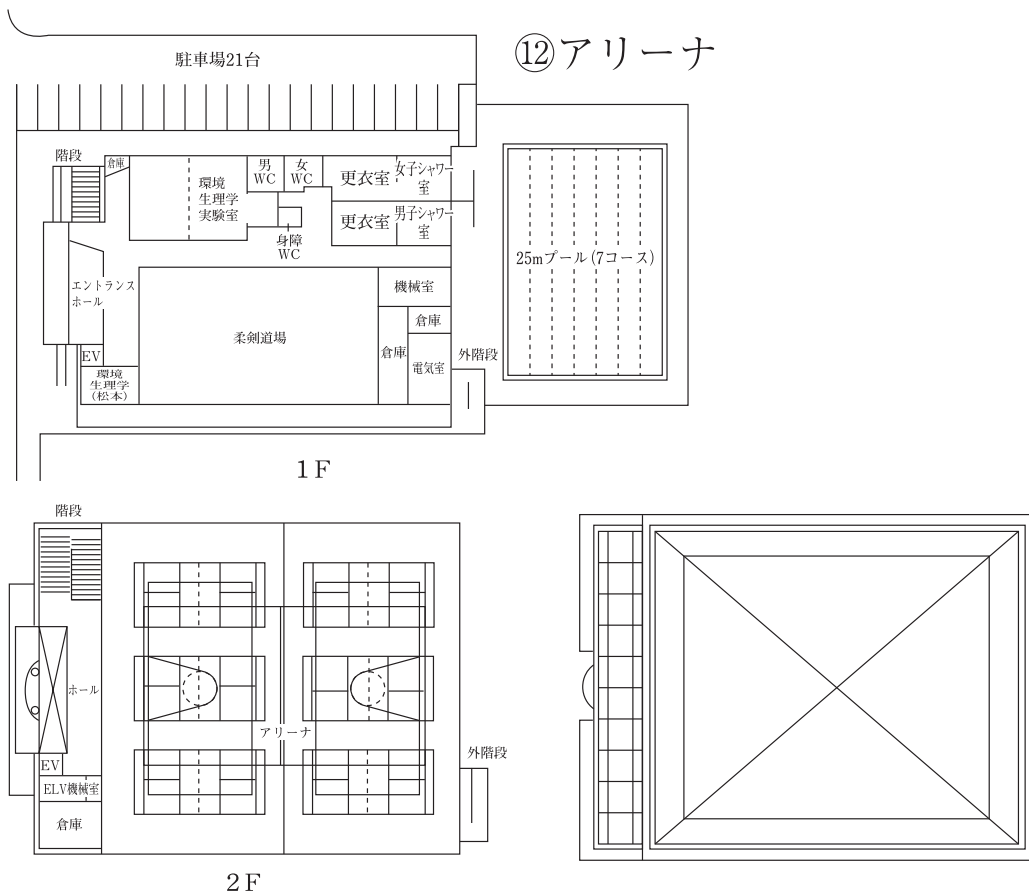 ⑫アリーナ
駐車場21台
階段
倉庫
環境
生理学
実験室
男
WC
女
WC
身障
WC
更衣室
女子シャワー
室
更衣室
男子シャワー
室
25mプール(7コース)
エントランス
ホール
EV
環境
生理学
(松本)
柔剣道場
機械室
倉庫
倉庫
電気室
外階段
1F
階段
ホール
EV
ELV機械室
倉庫
アリーナ
外階段
2F